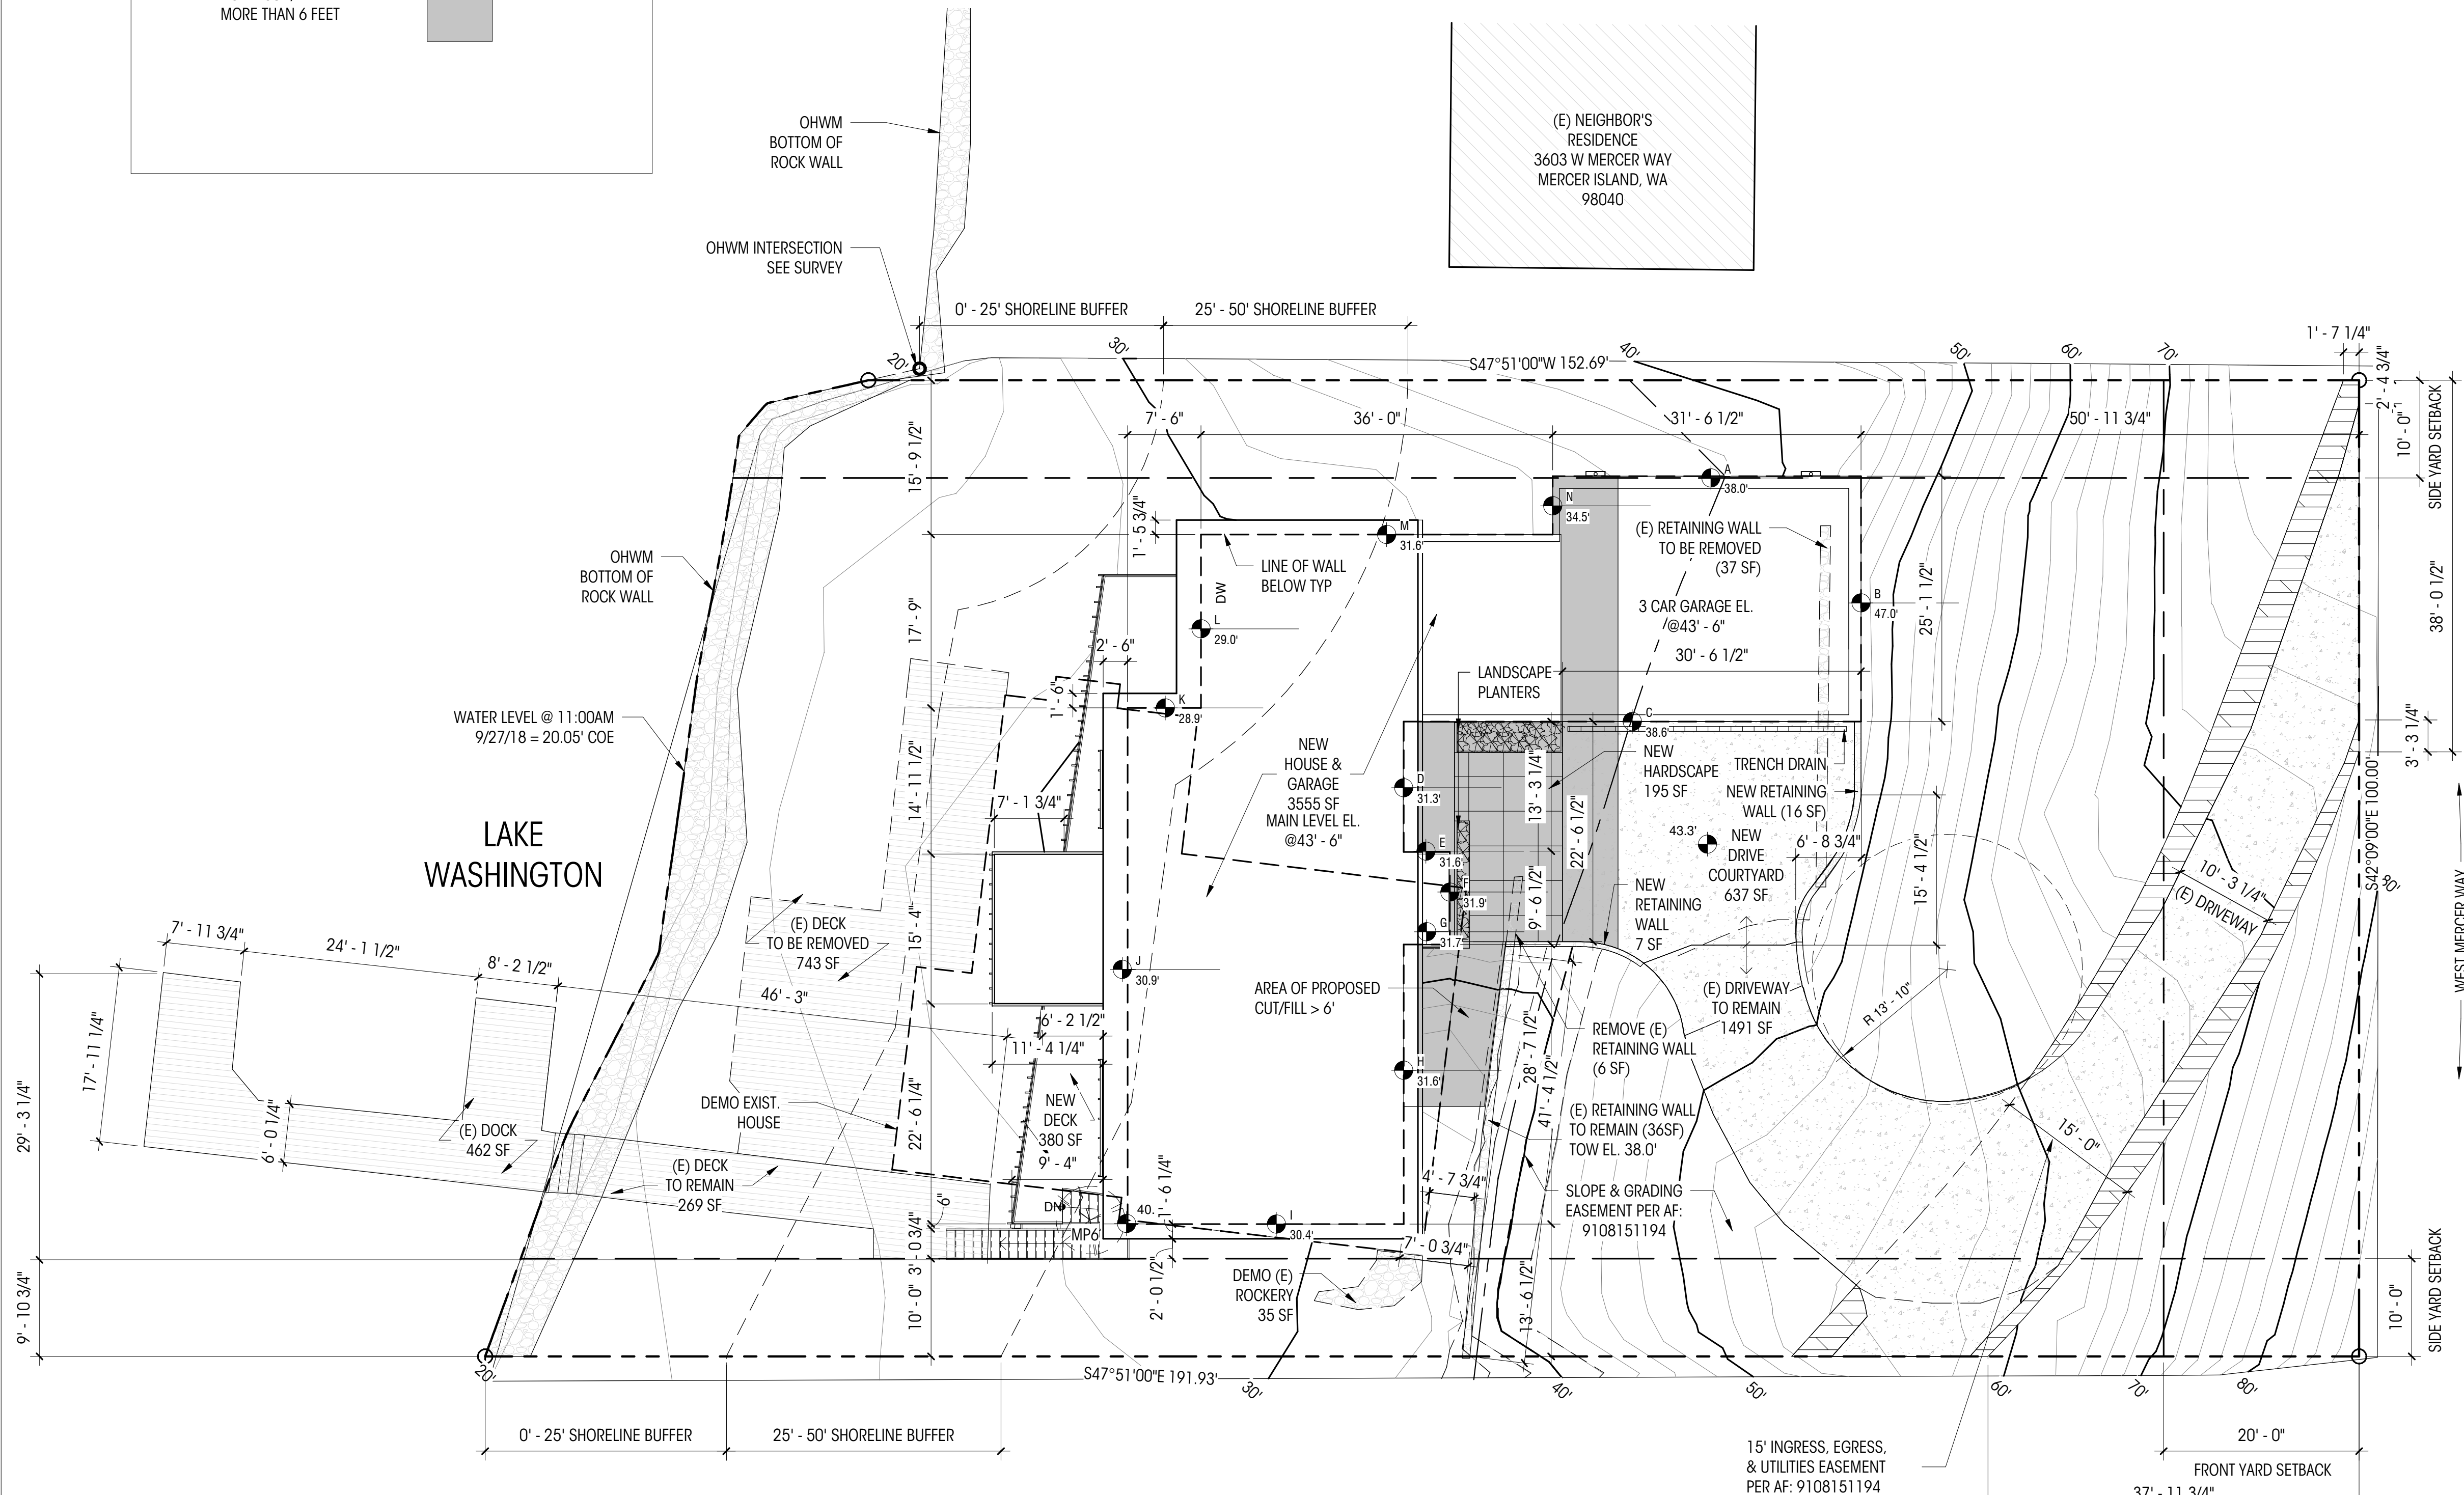 MORE THAN 6 FEET
OHWM
BOTTOM OF
ROCK WALL
(E) NEIGHBOR'S
RESIDENCE
3603 W MERCER WAY
MERCER ISLAND, WA
98040
OHWM INTERSECTION
SEE SURVEY
0' - 25' SHORELINE BUFFER
25' - 50' SHORELINE BUFFER
1' - 7 1/4"
20'
30'
S47°51'00"W 152.69'
40'
50'
60'
70'
2' - 4 3/4"
7' - 6"
36' - 0"
31' - 6 1/2"
50' - 11 3/4"
10' - 0"
SIDE YARD SETBACK
15' - 9 1/2"
A
38.0'
N
34.5'
1' - 5 3/4"
M
31.6'
(E) RETAINING WALL
TO BE REMOVED
(37 SF)
OHWM
BOTTOM OF
ROCK WALL
LINE OF WALL
BELOW TYP
DW
17' - 9"
L
29.0'
3 CAR GARAGE EL.
@43' - 6"
B
47.0'
25' - 1 1/2"
38' - 0 1/2"
2' - 6"
30' - 6 1/2"
LANDSCAPE
PLANTERS
1' - 6"
K
28.9'
C
38.6'
WATER LEVEL @ 11:00AM
9/27/18 = 20.05' COE
NEW
HOUSE &
GARAGE
3555 SF
MAIN LEVEL EL.
@43' - 6"
NEW
HARDSCAPE
195 SF
TRENCH DRAIN
NEW RETAINING
WALL (16 SF)
3' - 3 1/4"
14' - 11 1/2"
7' - 1 3/4"
D
31.3'
13' - 3 1/4"
22' - 6 1/2"
S42°09'00"E 100.00'
LAKE
WASHINGTON
43.3'
NEW
DRIVE
COURTYARD
637 SF
6' - 8 3/4"
15' - 4 1/2"
E
31.6'
F
31.9'
G
31.7'
9' - 6 1/2"
NEW
RETAINING
WALL
7 SF
10' - 3 1/4"
(E) DRIVEWAY
80'
WEST MERCER WAY
7' - 11 3/4"
24' - 1 1/2"
8' - 2 1/2"
46' - 3"
(E) DECK
TO BE REMOVED
743 SF
15' - 4"
J
30.9'
AREA OF PROPOSED
CUT/FILL > 6'
(E) DRIVEWAY
TO REMAIN
1491 SF
R 13' - 10"
17' - 11 1/4"
29' - 3 1/4"
6' - 2 1/2"
11' - 4 1/4"
REMOVE (E)
RETAINING WALL
(6 SF)
28' - 7 1/2"
41' - 4 1/2"
H
31.6'
6' - 0 1/4"
(E) DOCK
462 SF
DEMO EXIST.
HOUSE
22' - 6 1/4"
NEW
DECK
380 SF
9' - 4"
(E) RETAINING WALL
TO REMAIN (36SF)
TOW EL. 38.0'
15' - 0"
(E) DECK
TO REMAIN
269 SF
6"
DN
40.
MP6
1' - 6 1/4"
I
30.4'
4' - 7 3/4"
7' - 0 3/4"
SLOPE & GRADING
EASEMENT PER AF:
9108151194
3' - 0 3/4"
10' - 0"
2' - 0 1/2"
DEMO (E)
ROCKERY
35 SF
13' - 6 1/2"
9' - 10 3/4"
10' - 0"
SIDE YARD SETBACK
20'
S47°51'00"E 191.93'
30'
40'
50'
60'
70'
80'
0' - 25' SHORELINE BUFFER
25' - 50' SHORELINE BUFFER
15' INGRESS, EGRESS,
& UTILITIES EASEMENT
PER AF: 9108151194
20' - 0"
FRONT YARD SETBACK
37' - 11 3/4"